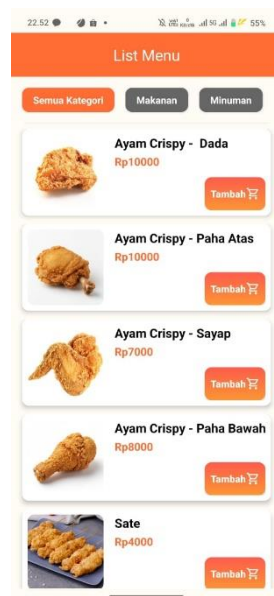 22.52
5G
55%
List Menu
Semua Kategori
Makanan
Minuman
Ayam Crispy - Dada
Rp10000
Tambah
Ayam Crispy - Paha Atas
Rp10000
Tambah
Ayam Crispy - Sayap
Rp7000
Tambah
Ayam Crispy - Paha Bawah
Rp8000
Tambah
Sate
Rp4000
Tambah